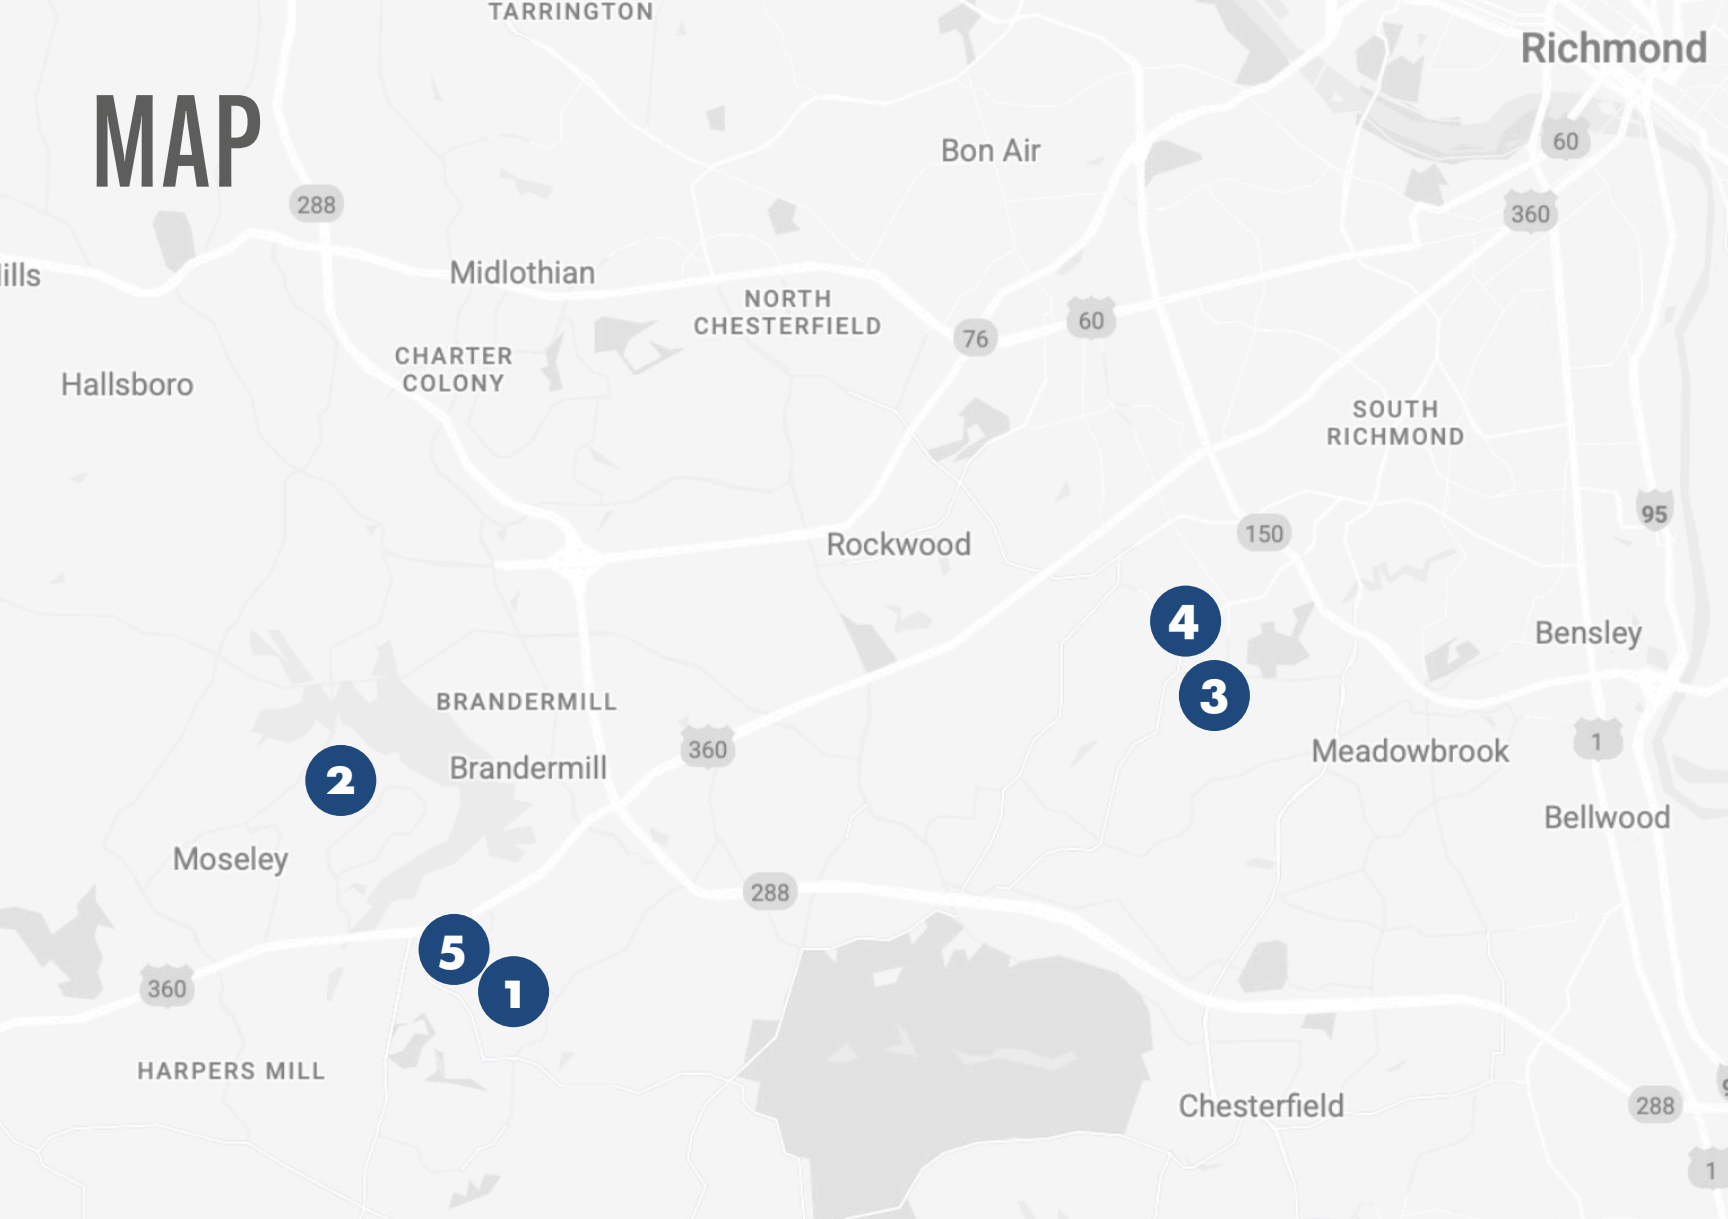 TARRINGTON
Richmond
MAP
60
Bon Air
288
360
ills
Midlothian
NORTH
CHESTERFIELD
60
76
CHARTER
COLONY
Hallsboro
SOUTH
RICHMOND
95
150
Rockwood
4
Bensley
3
BRANDERMILL
360
1
Meadowbrook
Brandermill
2
Bellwood
Moseley
288
5
360
1
HARPERS MILL
Chesterfield
288
1